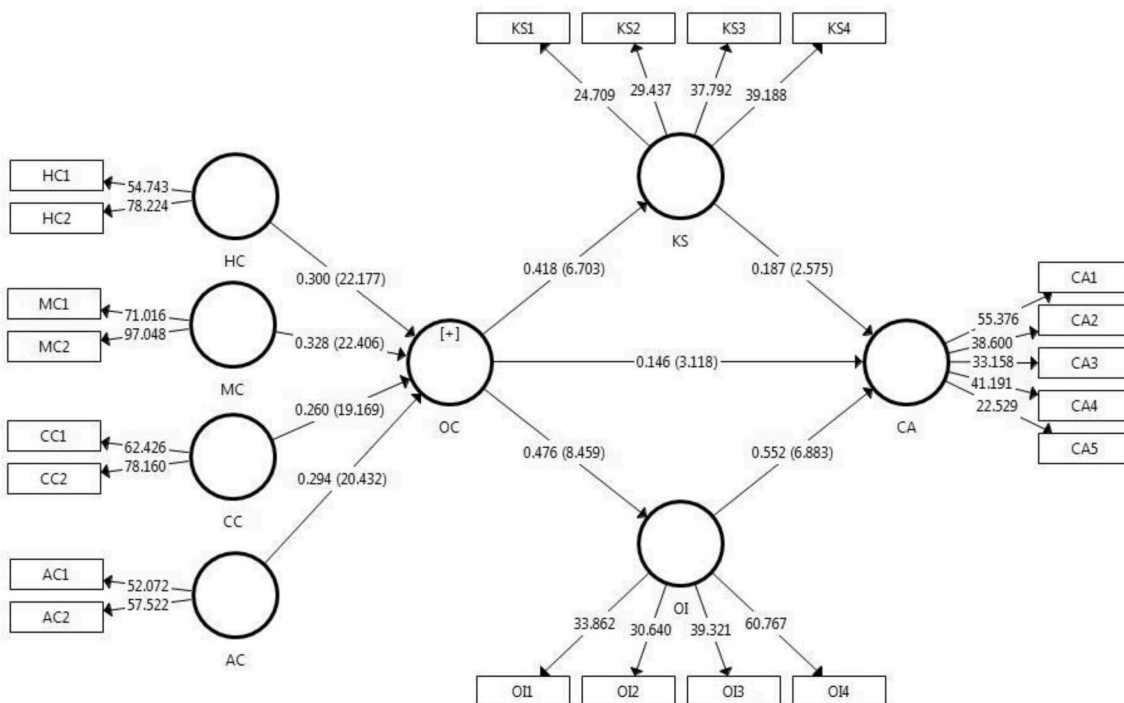 KS1 KS2 KS3 KS4
24.709 29.437 37.792 39.188
KS
HC1 54.743
HC2 78.224
HC
0.300 (22.177)
MC1 71.016
MC2 97.048
MC
0.328 (22.406)
CC1 62.426
CC2 78.160
CC
0.260 (19.169)
AC1 52.072
AC2 57.522
AC
0.294 (20.432)
[+]
OC
0.418 (6.703)
0.187 (2.575)
0.146 (3.118)
0.476 (8.459)
0.552 (6.883)
CA
55.376 CA1
38.600 CA2
33.158 CA3
41.191 CA4
22.529 CA5
OI
33.862 30.640 39.321 60.767
OI1 OI2 OI3 OI4